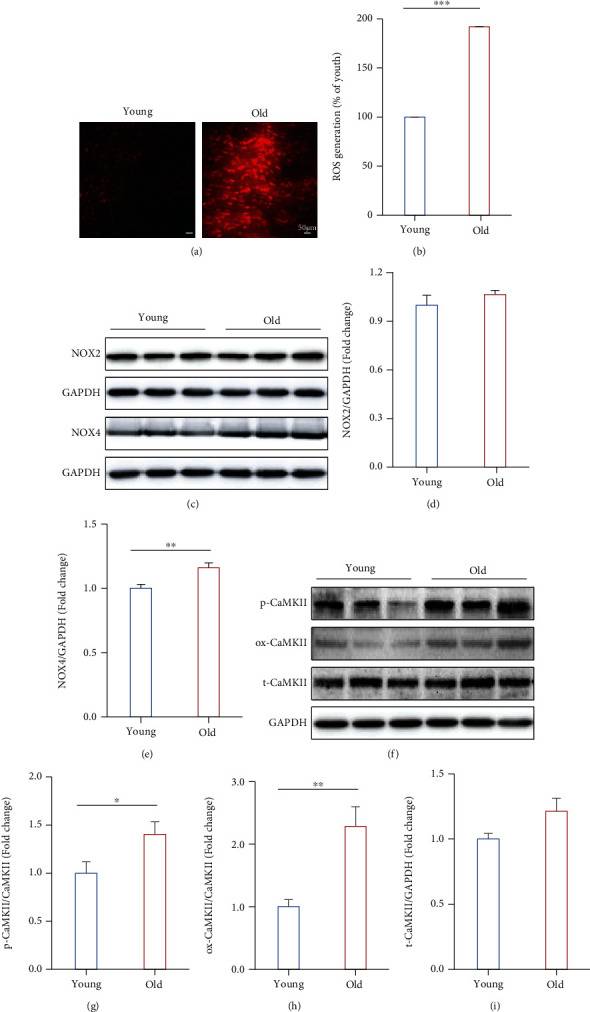 Young Old
50μm
(a)
***
ROS generation (% of youth)
200
150
100
50
0
Young Old
(b)
Young Old
NOX2
GAPDH
NOX4
GAPDH
(c)
NOX2/GAPDH (Fold change)
1.2
0.9
0.6
0.3
0.0
Young Old
(d)
NOX4/GAPDH (Fold change)
1.5
1.0
0.5
0.0
**
Young Old
(e)
Young Old
p-CaMKII
ox-CaMKII
t-CaMKII
GAPDH
(f)
p-CaMKII/CaMKII (Fold change)
2.0
1.5
1.0
0.5
0.0
*
Young Old
(g)
ox-CaMKII/CaMKII (Fold change)
3.0
2.0
1.0
0.0
**
Young Old
(h)
t-CaMKII/GAPDH (Fold change)
1.5
1.0
0.5
0.0
Young Old
(i)